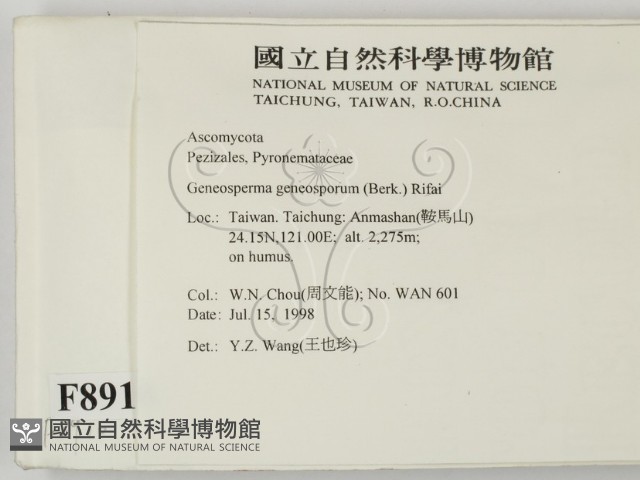 國立自然科學博物館
NATIONAL MUSEUM OF NATURAL SCIENCE
TAICHUNG, TAIWAN, R.O.CHINA
Ascomycota
Pezizales, Pyronemataceae
Geneosperma geneosporum (Berk.) Rifai
Loc.: Taiwan. Taichung: Anmashan(鞍馬山)
24.15N,121.00E; alt. 2,275m;
on humus.
Col.: W.N. Chou(周文能); No. WAN 601
Date: Jul. 15, 1998
Det.: Y.Z. Wang(王也珍)
F891
國立自然科學博物館
NATIONAL MUSEUM OF NATURAL SCIENCE